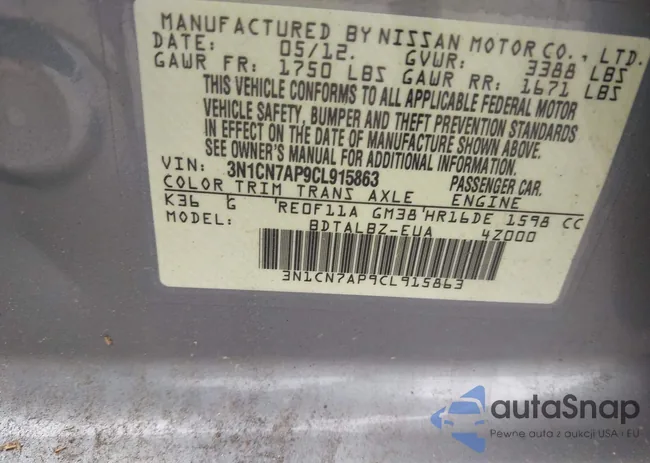 MANUFACTURED BY NISSAN MOTOR CO., LTD.
DATE: 05/12. GVWR: 3388 LBS
GAWR FR: 1750 LBS GAWR RR: 1671 LBS
THIS VEHICLE CONFORMS TO ALL APPLICABLE FEDERAL MOTOR
VEHICLE SAFETY, BUMPER AND THEFT PREVENTION STANDARDS
IN EFFECT ON THE DATE OF MANUFACTURE SHOWN ABOVE.
SEE OWNER'S MANUAL FOR ADDITIONAL INFORMATION.
VIN: 3N1CN7AP9CL915863 PASSENGER CAR.
COLOR TRIM TRANS AXLE ENGINE
K36 G RE0F11A GM38 HR16DE 1598 CC
MODEL: BDTALBZ-EUA 4Z000
3N1CN7AP9CL915863
autaSnap
Pewne auta z aukcji USA i EU